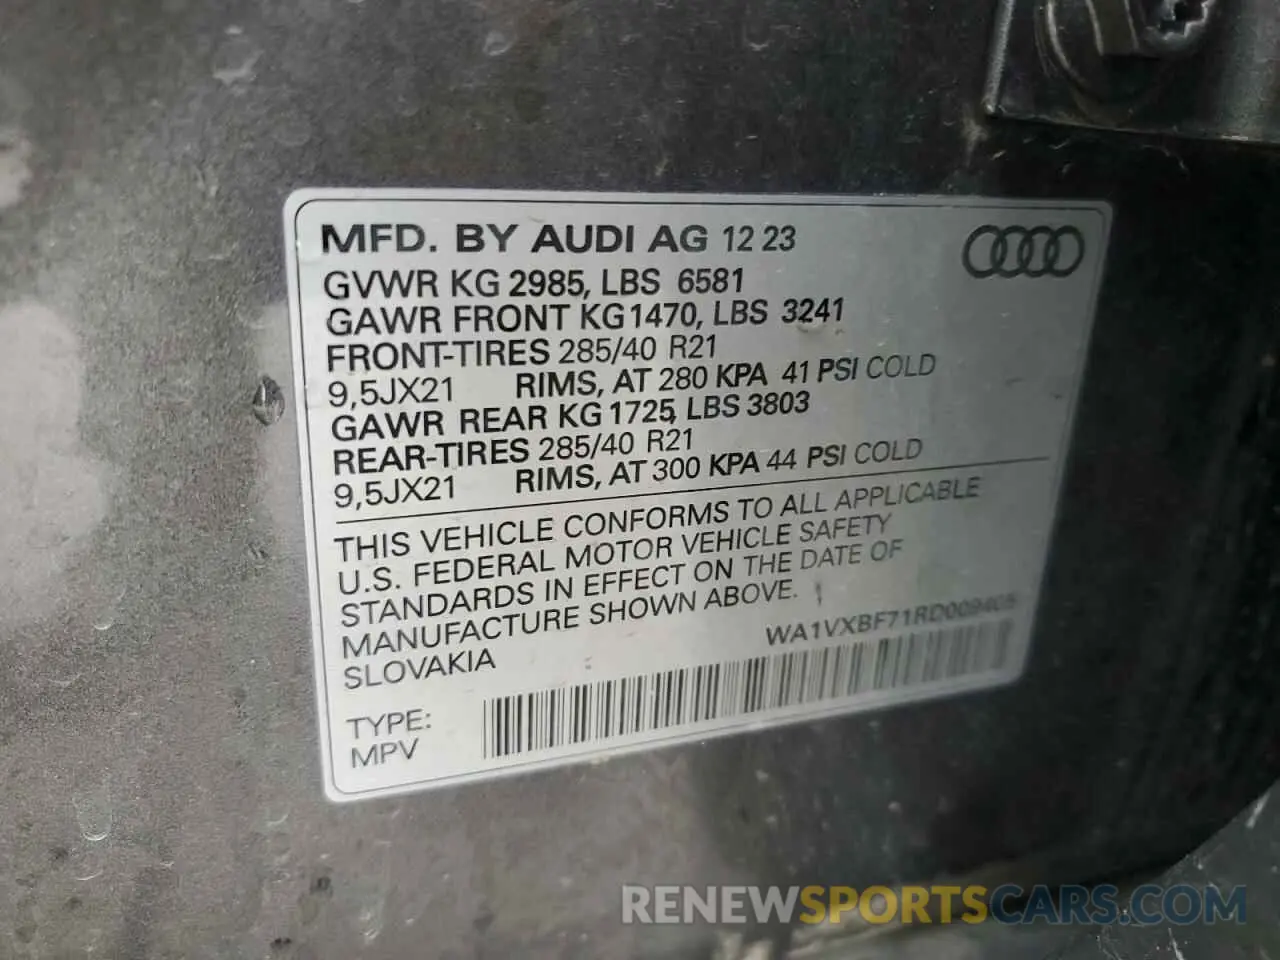 MFD. BY AUDI AG 12 23
GVWR KG 2985, LBS 6581
GAWR FRONT KG 1470, LBS 3241
FRONT-TIRES 285/40 R21
9,5JX21 RIMS, AT 280 KPA 41 PSI COLD
GAWR REAR KG 1725, LBS 3803
REAR-TIRES 285/40 R21
9,5JX21 RIMS, AT 300 KPA 44 PSI COLD
THIS VEHICLE CONFORMS TO ALL APPLICABLE
U.S. FEDERAL MOTOR VEHICLE SAFETY
STANDARDS IN EFFECT ON THE DATE OF
MANUFACTURE SHOWN ABOVE.
WA1VXBF71RD009405
SLOVAKIA
TYPE:
MPV
RENEWSPORTSCARS.COM